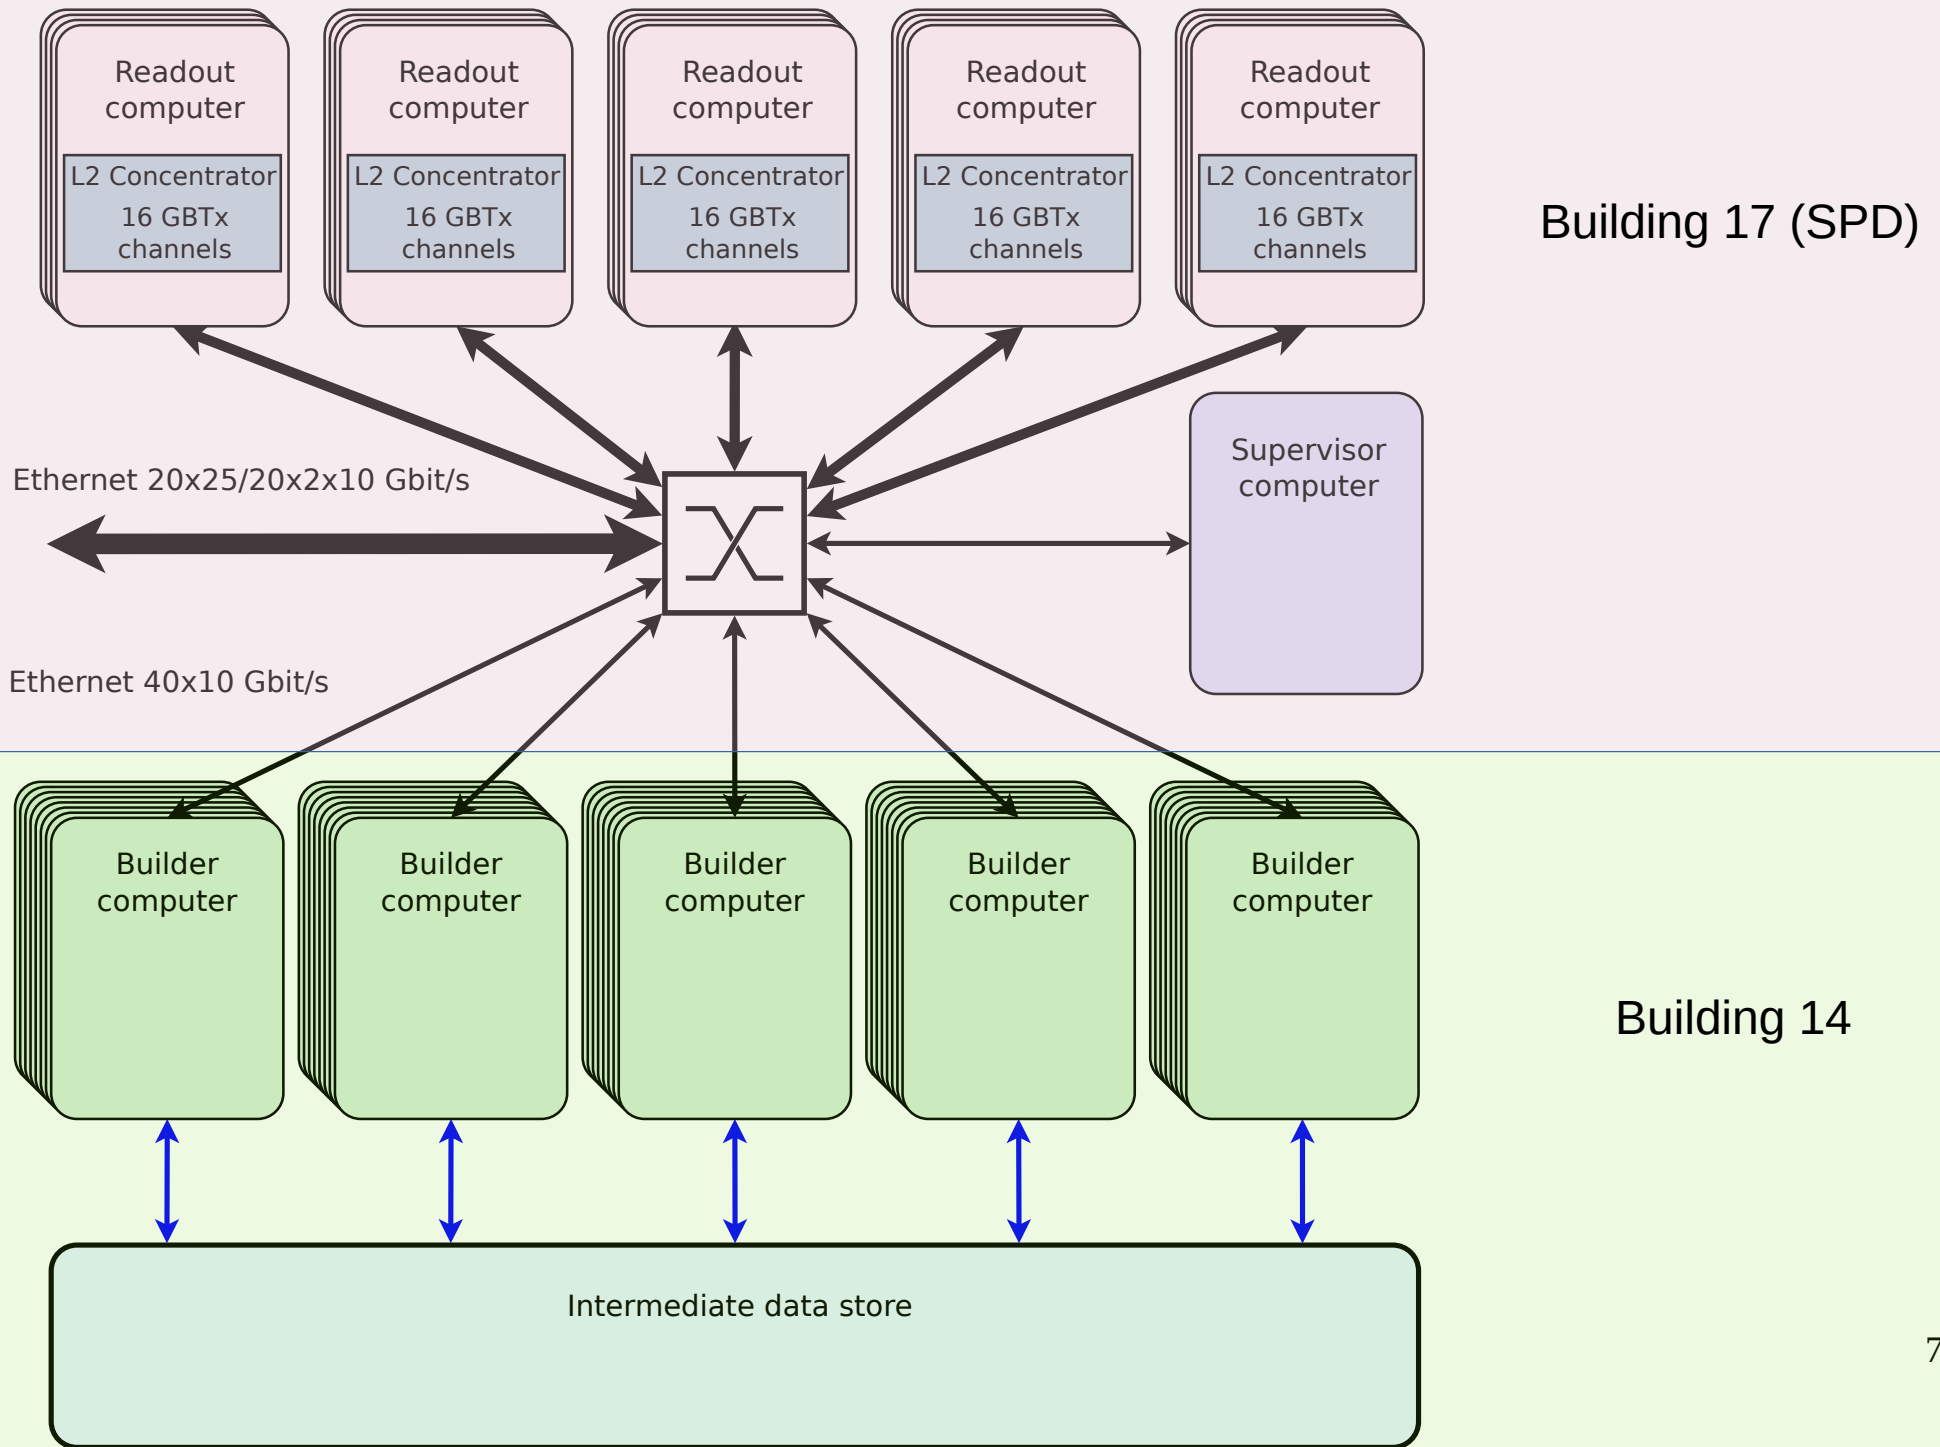 Readout
computer
L2 Concentrator
16 GBTx
channels
Readout
computer
L2 Concentrator
16 GBTx
channels
Readout
computer
L2 Concentrator
16 GBTx
channels
Readout
computer
L2 Concentrator
16 GBTx
channels
Readout
computer
L2 Concentrator
16 GBTx
channels
Building 17 (SPD)
Supervisor
computer
Ethernet 20x25/20x2x10 Gbit/s
Ethernet 40x10 Gbit/s
Builder
computer
Builder
computer
Builder
computer
Builder
computer
Builder
computer
Building 14
Intermediate data store
7